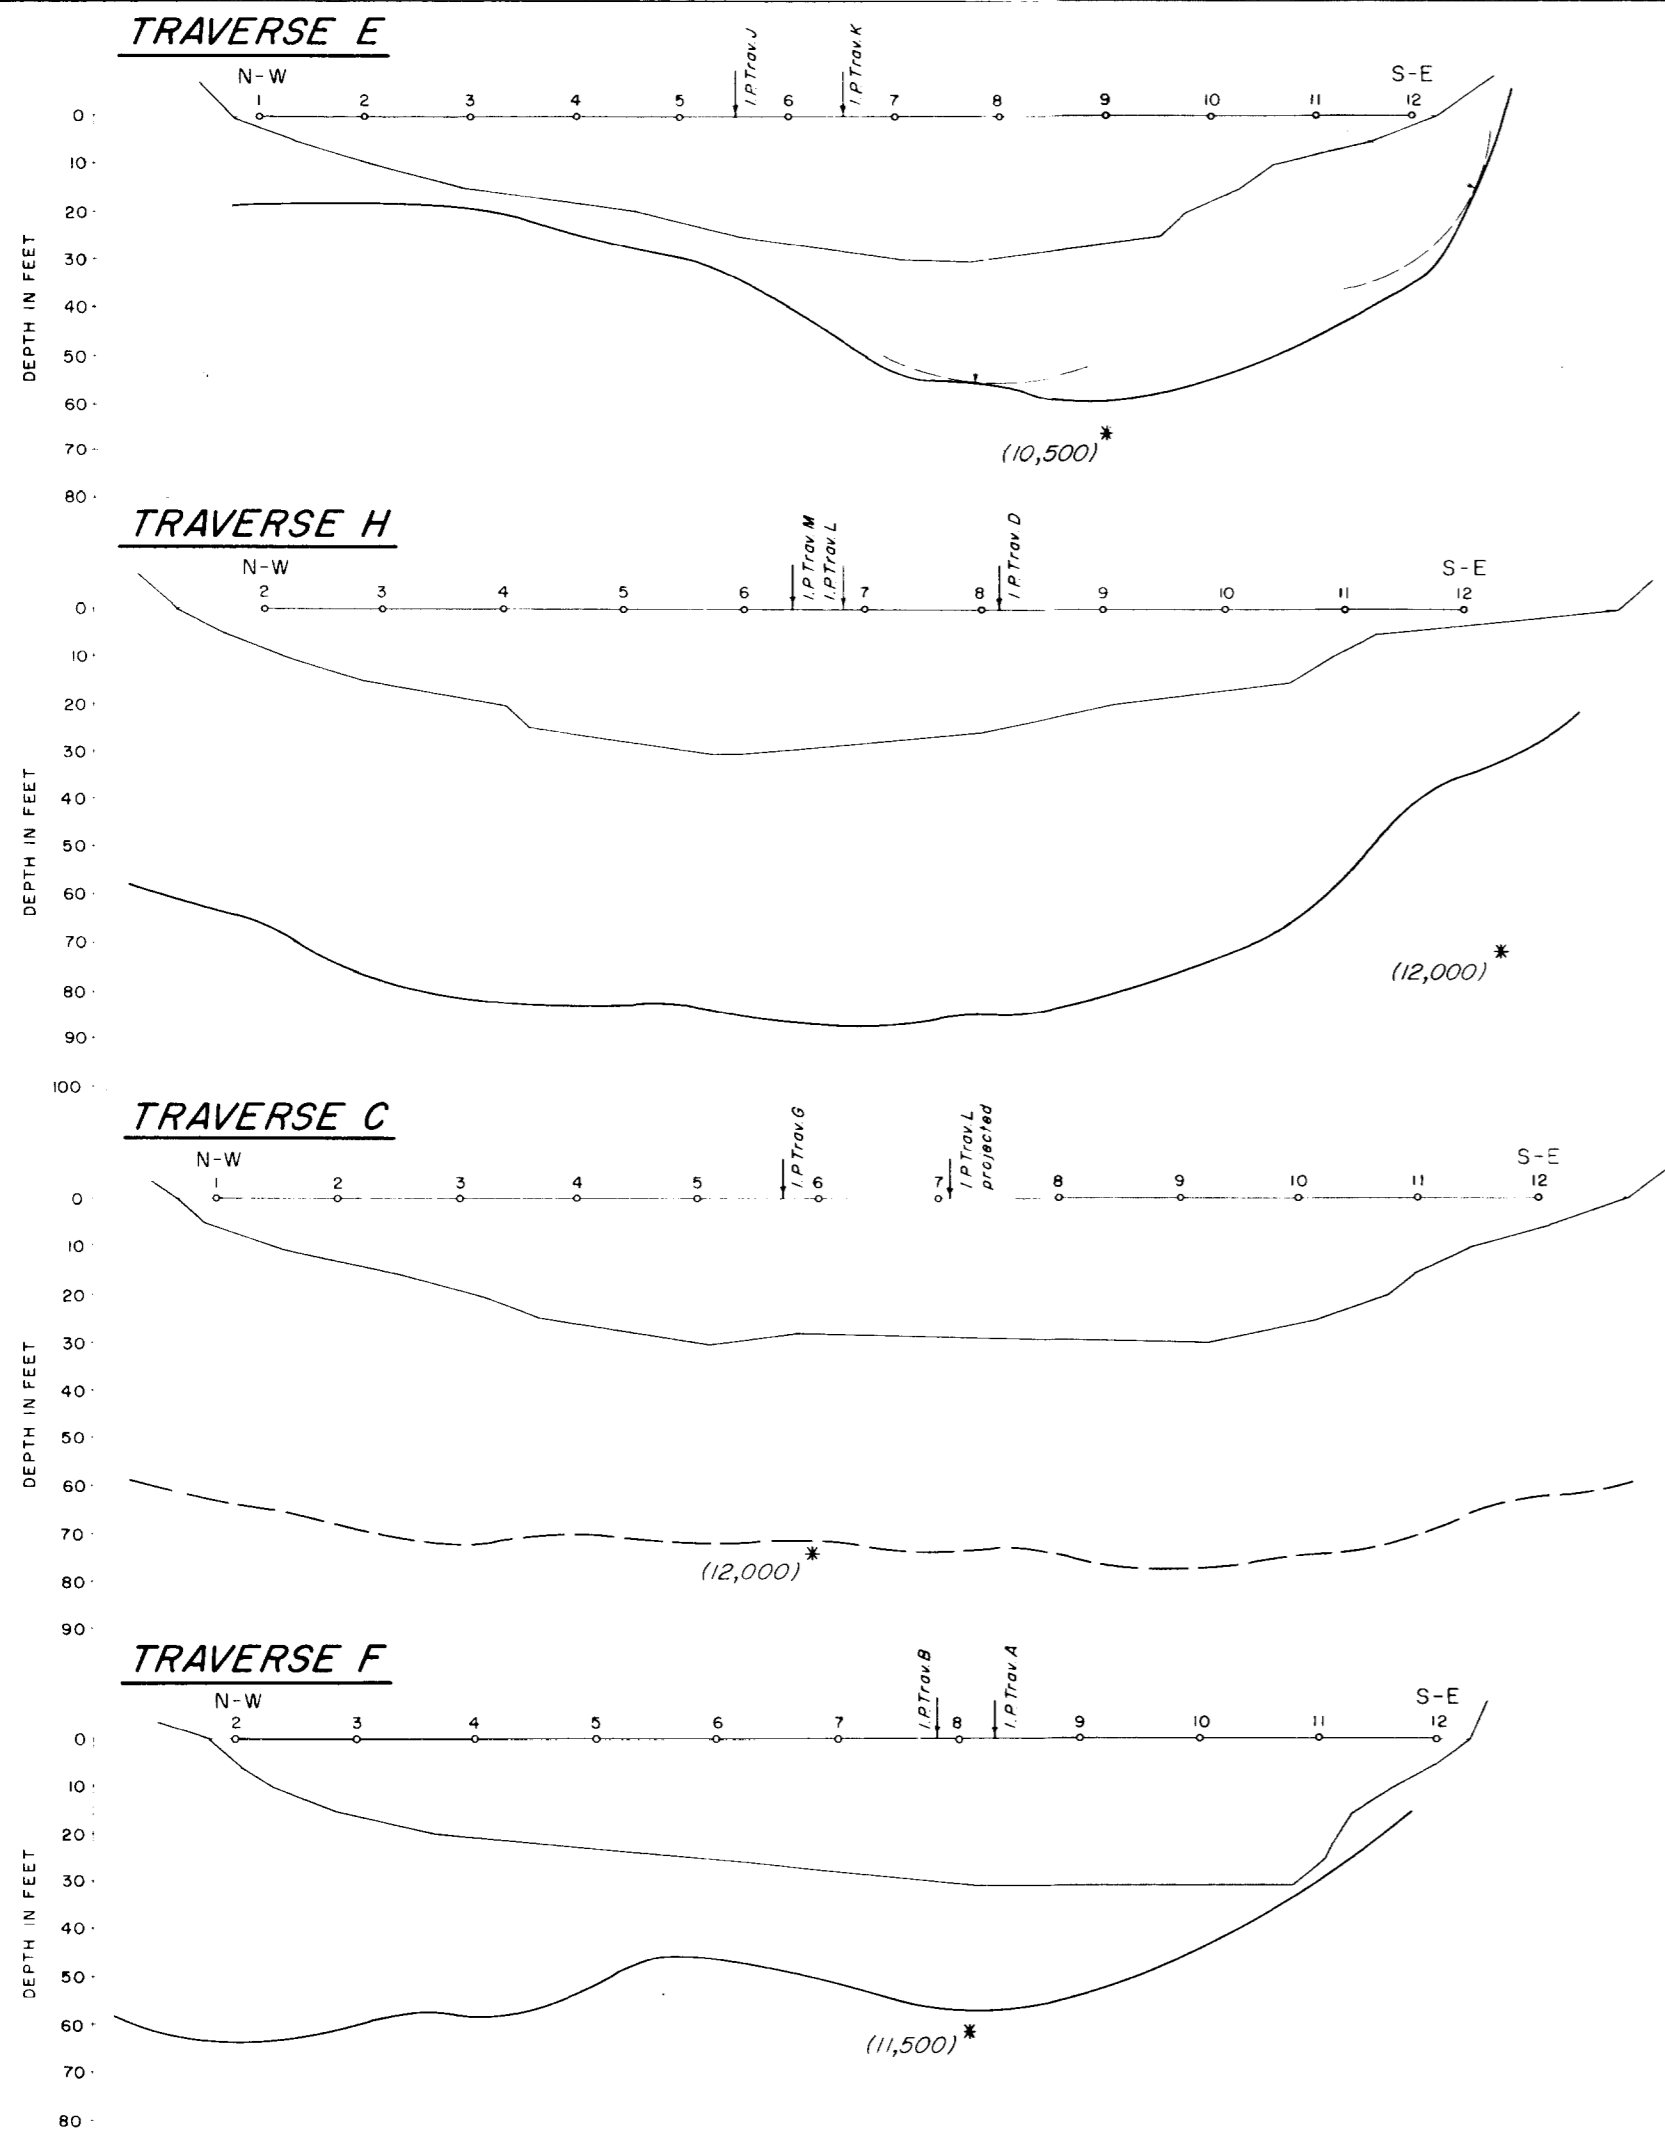 TRAVERSE E
N-W
S-E
I.P. Trav. J
I.P. Trav. K
1 2 3 4 5 6 7 8 9 10 11 12
0
10
20
30
40
50
60
70
80
DEPTH IN FEET
(10,500)
TRAVERSE H
N-W
S-E
I.P. Trav. M
I.P. Trav. L
I.P. Trav. D
2 3 4 5 6 7 8 9 10 11 12
0
10
20
30
40
50
60
70
80
90
100
DEPTH IN FEET
(12,000)
TRAVERSE C
N-W
S-E
I.P. Trav. G
I.P. Trav. L
projected
1 2 3 4 5 6 7 8 9 10 11 12
0
10
20
30
40
50
60
70
80
90
DEPTH IN FEET
(12,000)
TRAVERSE F
N-W
S-E
I.P. Trav. B
I.P. Trav. A
2 3 4 5 6 7 8 9 10 11 12
0
10
20
30
40
50
60
70
80
DEPTH IN FEET
(11,500)